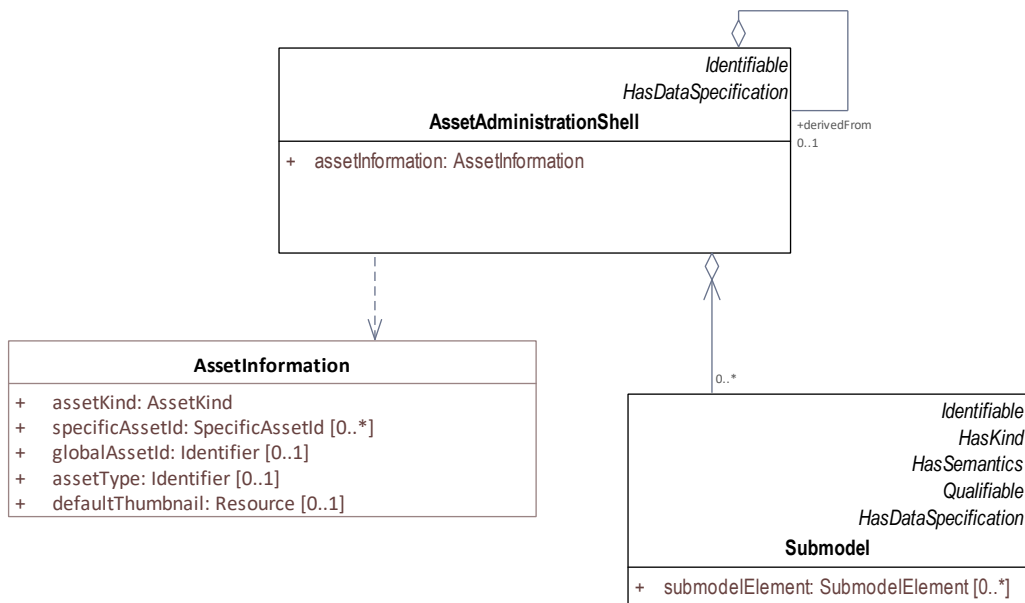 Identifiable
HasDataSpecification
AssetAdministrationShell
+ assetInformation: AssetInformation
+derivedFrom
0..1
AssetInformation
+ assetKind: AssetKind
+ specificAssetId: SpecificAssetId [0..*]
+ globalAssetId: Identifier [0..1]
+ assetType: Identifier [0..1]
+ defaultThumbnail: Resource [0..1]
0..*
Identifiable
HasKind
HasSemantics
Qualifiable
HasDataSpecification
Submodel
+ submodelElement: SubmodelElement [0..*]